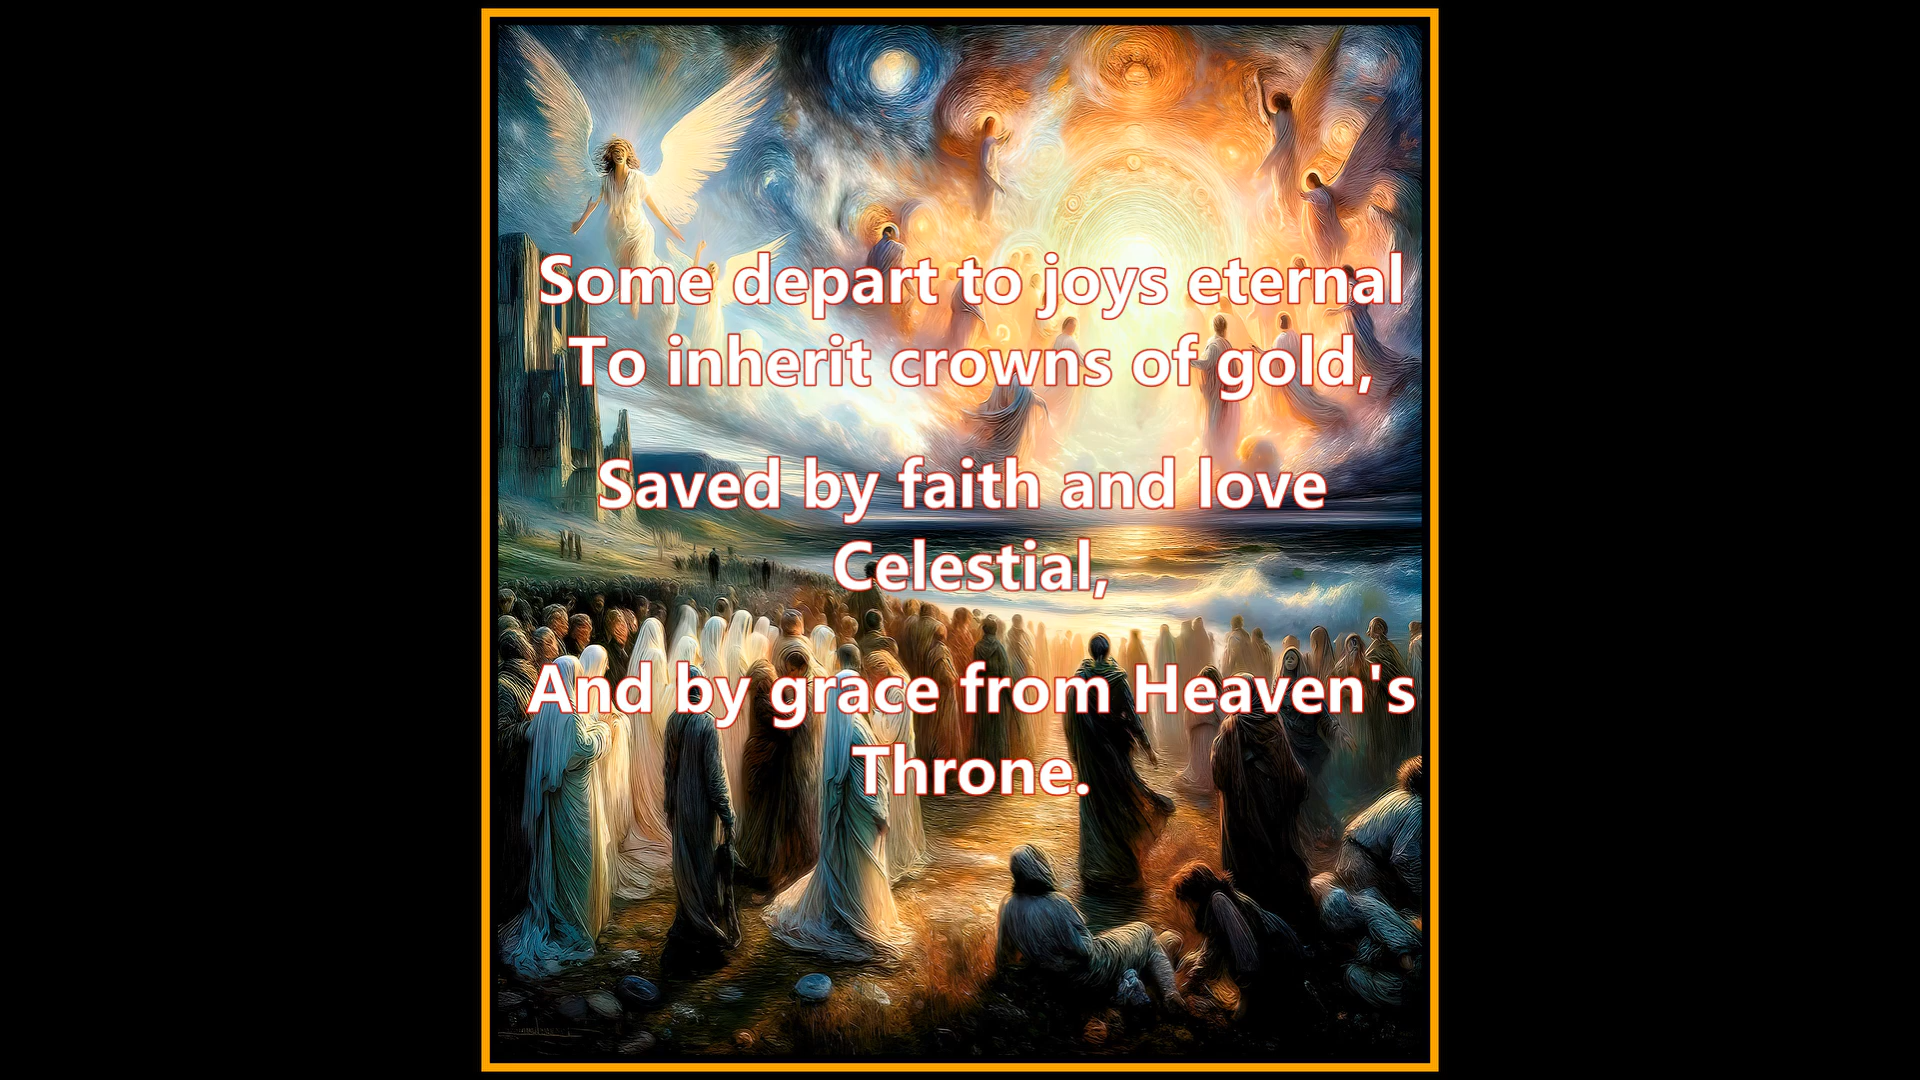 Some depart to joys eternal
To inherit crowns of gold,
Saved by faith and love
Celestial,
And by grace from Heaven's
Throne.